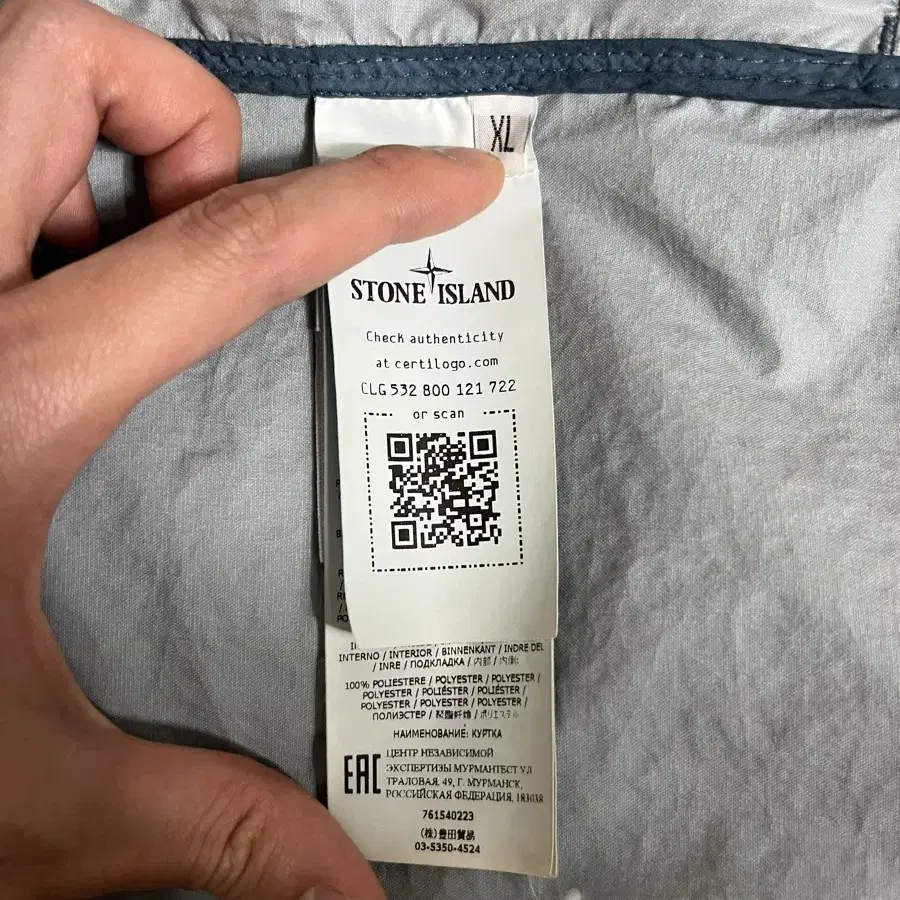 XL
STONE ISLAND
Check authenticity
at certilogo.com
CLG 532 800 121 722
or scan
INTERNO / INTERIOR / BINNENKANT / INDRE DEL
/ INRE / ПОДКЛАДКА / 内部 / 内側:
100% POLIESTERE / POLYESTER / POLYESTER /
POLYESTER / POLIÉSTER / POLIÉSTER /
POLYESTER / POLYESTER / POLYESTER /
ПОЛИЭСТЕР / 聚酯纤维 / ポリエステル
НАИМЕНОВАНИЕ: КУРТКА
EAC
ЦЕНТР НЕЗАВИСИМОЙ
ЭКСПЕРТИЗЫ МУРМАНТЕСТ УЛ
ТРАЛОВАЯ, 49, Г. МУРМАНСК,
РОССИЙСКАЯ ФЕДЕРАЦИЯ, 183038
761540223
(株)豊田貿易
03-5350-4524